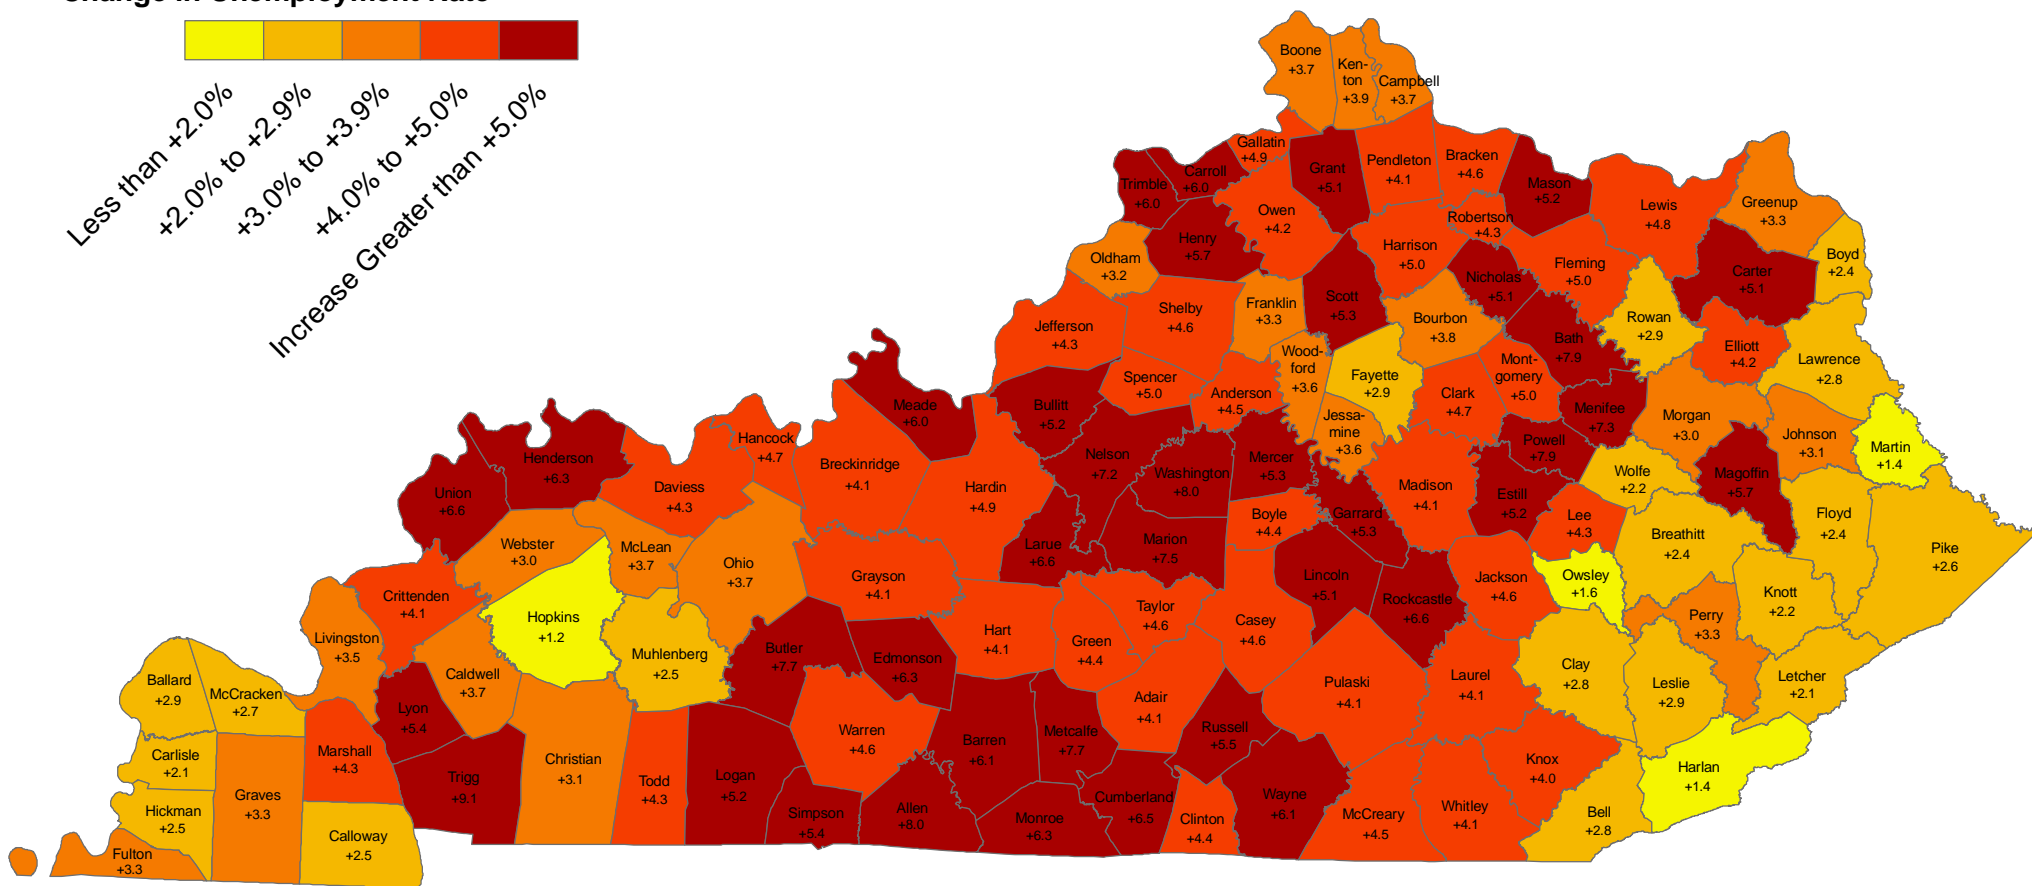 Change in Unemployment Rate
Less than +2.0%
+2.0% to +2.9%
+3.0% to +3.9%
+4.0% to +5.0%
Increase Greater than +5.0%
Boone
+3.7
Ken-
ton
+3.9
Campbell
+3.7
Gallatin
+4.9
Carroll
+6.0
Trimble
+6.0
Grant
+5.1
Pendleton
+4.1
Bracken
+4.6
Mason
+5.2
Lewis
+4.8
Greenup
+3.3
Owen
+4.2
Robertson
+4.3
Henry
+5.7
Harrison
+5.0
Oldham
+3.2
Fleming
+5.0
Carter
+5.1
Boyd
+2.4
Nicholas
+5.1
Scott
+5.3
Franklin
+3.3
Shelby
+4.6
Jefferson
+4.3
Bourbon
+3.8
Rowan
+2.9
Bath
+7.9
Elliott
+4.2
Lawrence
+2.8
Wood-
ford
+3.6
Fayette
+2.9
Mont-
gomery
+5.0
Spencer
+5.0
Anderson
+4.5
Clark
+4.7
Meade
+6.0
Bullitt
+5.2
Jessa-
mine
+3.6
Menifee
+7.3
Morgan
+3.0
Johnson
+3.1
Martin
+1.4
Hancock
+4.7
Powell
+7.9
Henderson
+6.3
Breckinridge
+4.1
Nelson
+7.2
Washington
+8.0
Mercer
+5.3
Wolfe
+2.2
Magoffin
+5.7
Union
+6.6
Daviess
+4.3
Hardin
+4.9
Madison
+4.1
Estill
+5.2
Boyle
+4.4
Garrard
+5.3
Lee
+4.3
Floyd
+2.4
Webster
+3.0
McLean
+3.7
Ohio
+3.7
Larue
+6.6
Marion
+7.5
Breathitt
+2.4
Pike
+2.6
Grayson
+4.1
Lincoln
+5.1
Jackson
+4.6
Owsley
+1.6
Knott
+2.2
Crittenden
+4.1
Rockcastle
+6.6
Hopkins
+1.2
Taylor
+4.6
Casey
+4.6
Perry
+3.3
Livingston
+3.5
Hart
+4.1
Green
+4.4
Muhlenberg
+2.5
Butler
+7.7
Edmonson
+6.3
Clay
+2.8
Caldwell
+3.7
Ballard
+2.9
McCracken
+2.7
Pulaski
+4.1
Laurel
+4.1
Leslie
+2.9
Letcher
+2.1
Lyon
+5.4
Adair
+4.1
Warren
+4.6
Russell
+5.5
Barren
+6.1
Metcalfe
+7.7
Carlisle
+2.1
Marshall
+4.3
Christian
+3.1
Trigg
+9.1
Todd
+4.3
Logan
+5.2
Knox
+4.0
Harlan
+1.4
Graves
+3.3
Hickman
+2.5
Calloway
+2.5
Simpson
+5.4
Allen
+8.0
Monroe
+6.3
Cumberland
+6.5
Clinton
+4.4
Wayne
+6.1
McCreary
+4.5
Whitley
+4.1
Bell
+2.8
Fulton
+3.3